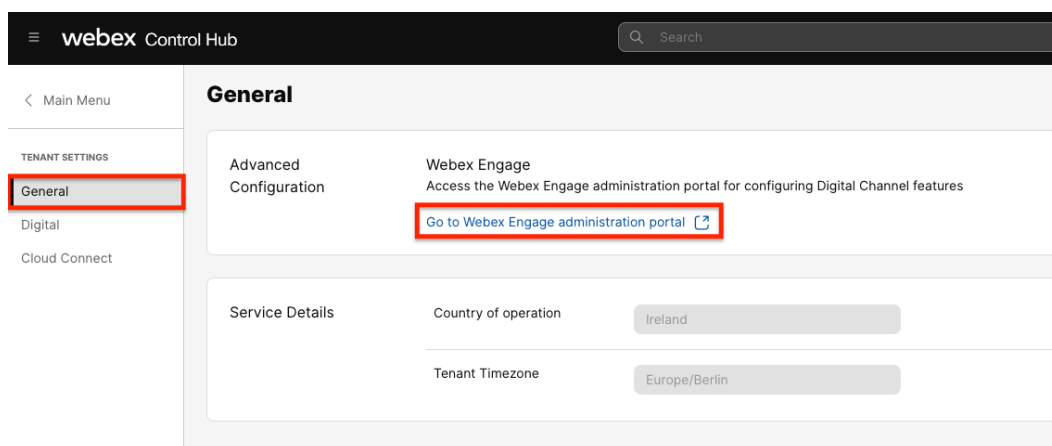 webex Control Hub
Search
Main Menu
TENANT SETTINGS
General
Digital
Cloud Connect
General
Advanced
Configuration
Webex Engage
Access the Webex Engage administration portal for configuring Digital Channel features
Go to Webex Engage administration portal
Service Details
Country of operation
Ireland
Tenant Timezone
Europe/Berlin